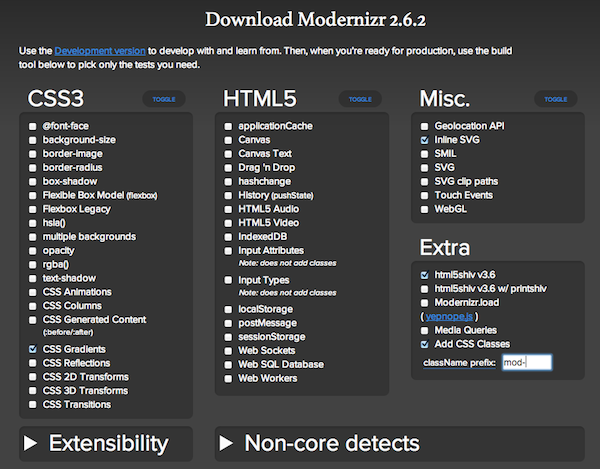 Download Modernizr 2.6.2
Use the Development version to develop with and learn from. Then, when you're ready for production, use the build
tool below to pick only the tests you need.
CSS3
TOGGLE
@font-face
background-size
border-image
border-radius
box-shadow
Flexible Box Model (flexbox)
Flexbox Legacy
hsla()
multiple backgrounds
opacity
rgba()
text-shadow
CSS Animations
CSS Columns
CSS Generated Content
(:before/:after)
CSS Gradients
CSS Reflections
CSS 2D Transforms
CSS 3D Transforms
CSS Transitions
HTML5
TOGGLE
applicationCache
Canvas
Canvas Text
Drag 'n Drop
hashchange
History (pushState)
HTML5 Audio
HTML5 Video
IndexedDB
Input Attributes
Note: does not add classes
Input Types
Note: does not add classes
localStorage
postMessage
sessionStorage
Web Sockets
Web SQL Database
Web Workers
Misc.
TOGGLE
Geolocation API
Inline SVG
SMIL
SVG
SVG clip paths
Touch Events
WebGL
Extra
html5shiv v3.6
html5shiv v3.6 w/ printshiv
Modernizr.load
( yepnope.js )
Media Queries
Add CSS Classes
className prefix: mod-
Extensibility
Non-core detects